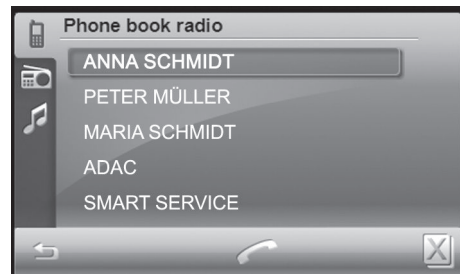 Phone book radio
ANNA SCHMIDT
PETER MÜLLER
MARIA SCHMIDT
ADAC
SMART SERVICE
X